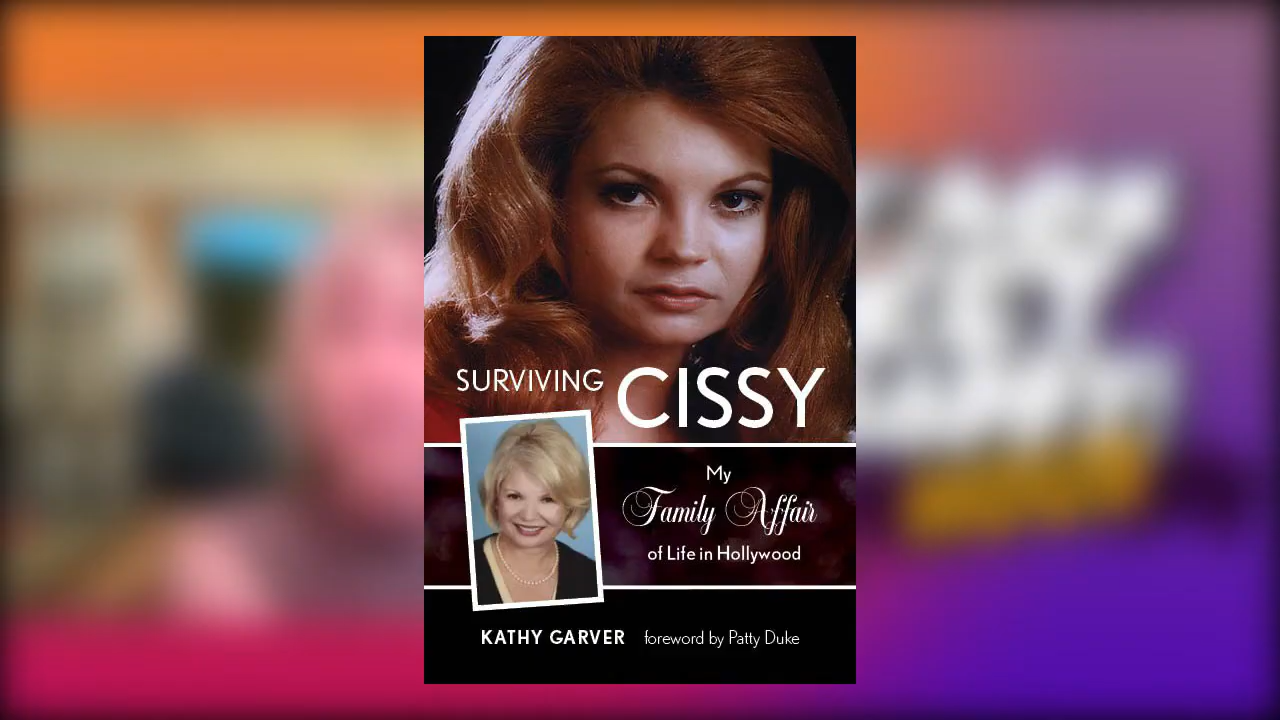 SURVIVING CISSY
My
Family Affair
of Life in Hollywood
KATHY GARVER foreword by Patty Duke